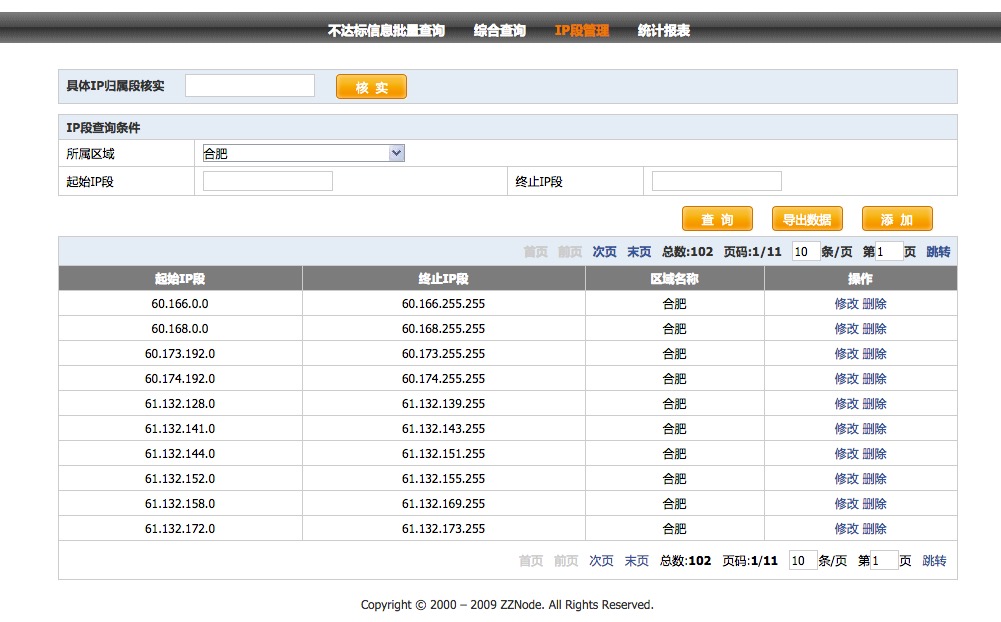 不达标信息批量查询 综合查询 IP段管理 统计报表
具体IP归属段核实 核 实
IP段查询条件
所属区域 合肥
起始IP段 终止IP段
查 询 导出数据 添 加
首页 前页 次页 末页 总数:102 页码:1/11 10 条/页 第1 页 跳转
起始IP段 终止IP段 区域名称 操作
60.166.0.0 60.166.255.255 合肥 修改 删除
60.168.0.0 60.168.255.255 合肥 修改 删除
60.173.192.0 60.173.255.255 合肥 修改 删除
60.174.192.0 60.174.255.255 合肥 修改 删除
61.132.128.0 61.132.139.255 合肥 修改 删除
61.132.141.0 61.132.143.255 合肥 修改 删除
61.132.144.0 61.132.151.255 合肥 修改 删除
61.132.152.0 61.132.155.255 合肥 修改 删除
61.132.158.0 61.132.169.255 合肥 修改 删除
61.132.172.0 61.132.173.255 合肥 修改 删除
首页 前页 次页 末页 总数:102 页码:1/11 10 条/页 第1 页 跳转
Copyright © 2000 – 2009 ZZNode. All Rights Reserved.